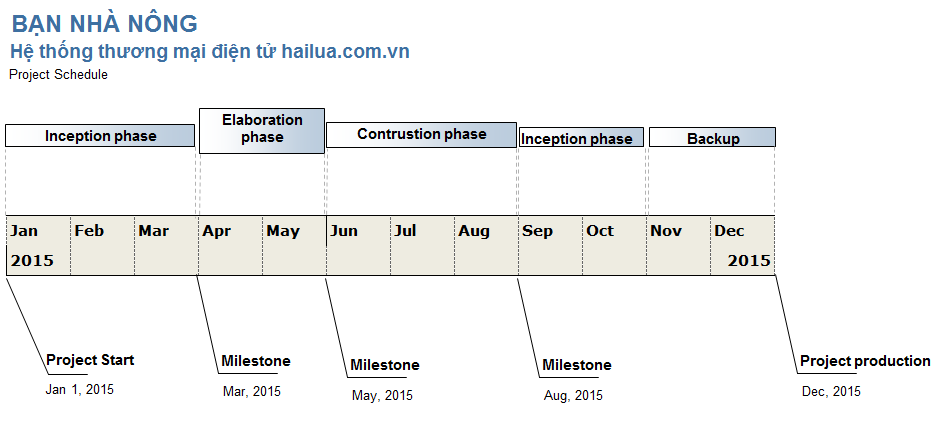 BẠN NHÀ NÔNG
Hệ thống thương mại điện tử hailua.com.vn
Project Schedule
Inception phase
Elaboration
phase
Contrustion phase
Inception phase
Backup
Jan Feb Mar Apr May Jun Jul Aug Sep Oct Nov Dec
2015 2015
Project Start
Jan 1, 2015
Milestone
Mar, 2015
Milestone
May, 2015
Milestone
Aug, 2015
Project production
Dec, 2015